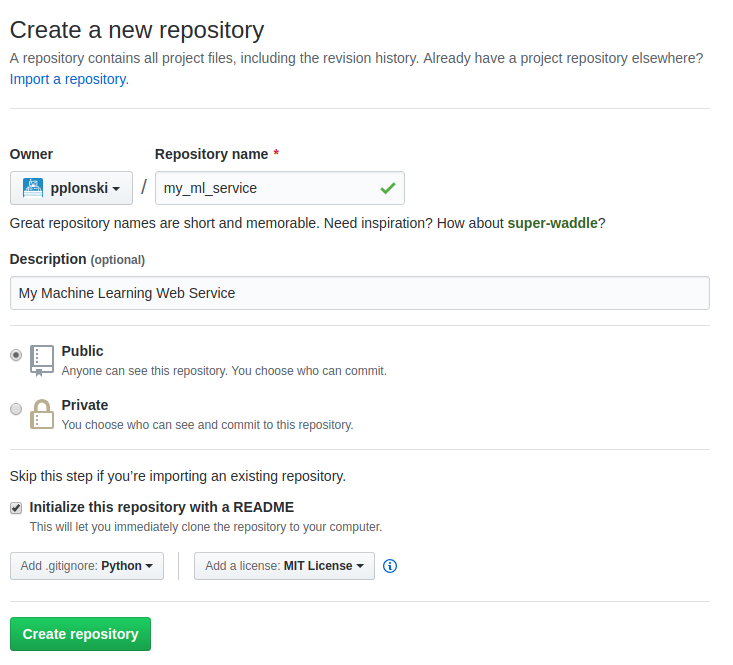 Create a new repository
A repository contains all project files, including the revision history. Already have a project repository elsewhere?
Import a repository.
Owner
Repository name *
pplonski
/
my_ml_service
Great repository names are short and memorable. Need inspiration? How about super-waddle?
Description (optional)
My Machine Learning Web Service
Public
Anyone can see this repository. You choose who can commit.
Private
You choose who can see and commit to this repository.
Skip this step if you’re importing an existing repository.
Initialize this repository with a README
This will let you immediately clone the repository to your computer.
Add .gitignore: Python
Add a license: MIT License
Create repository